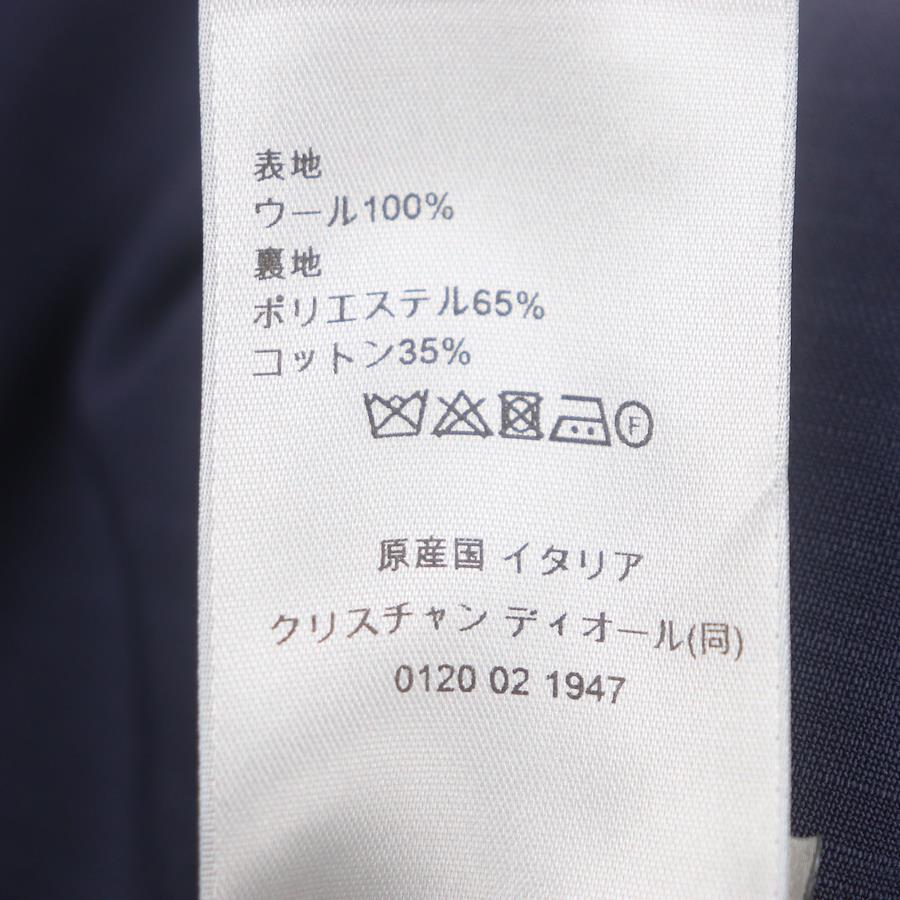 表地
ウール100%
裏地
ポリエステル65%
コットン35%
F
原産国 イタリア
クリスチャン ディオール(同)
0120 02 1947